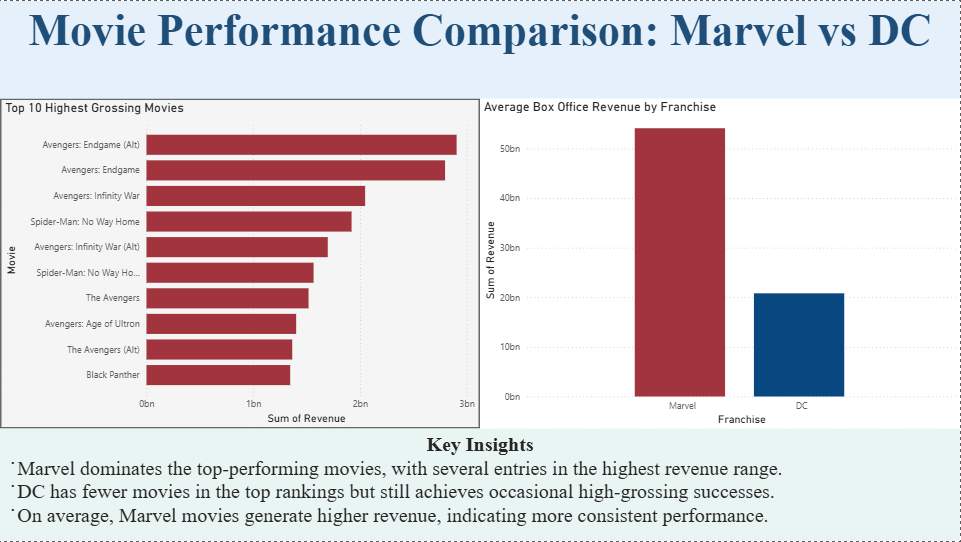 Movie Performance Comparison: Marvel vs DC
Top 10 Highest Grossing Movies
Movie
Avengers: Endgame (Alt)
Avengers: Endgame
Avengers: Infinity War
Spider-Man: No Way Home
Avengers: Infinity War (Alt)
Spider-Man: No Way Ho...
The Avengers
Avengers: Age of Ultron
The Avengers (Alt)
Black Panther
0bn 1bn 2bn 3bn
Sum of Revenue
Average Box Office Revenue by Franchise
Sum of Revenue
50bn
40bn
30bn
20bn
10bn
0bn
Marvel DC
Franchise
Key Insights
˙Marvel dominates the top-performing movies, with several entries in the highest revenue range.
˙DC has fewer movies in the top rankings but still achieves occasional high-grossing successes.
˙On average, Marvel movies generate higher revenue, indicating more consistent performance.